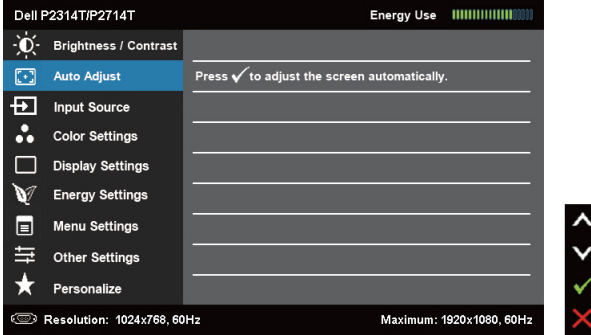 Dell P2314T/P2714T Energy Use
Brightness / Contrast
Auto Adjust Press ✓ to adjust the screen automatically.
Input Source
Color Settings
Display Settings
Energy Settings
Menu Settings
Other Settings
Personalize
Resolution: 1024x768, 60Hz Maximum: 1920x1080, 60Hz